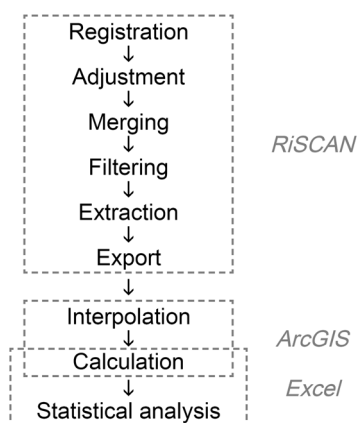 Registration
↓
Adjustment
↓
Merging
↓
Filtering
↓
Extraction
↓
Export
↓
Interpolation
↓
Calculation
↓
Statistical analysis
RiSCAN
ArcGIS
Excel